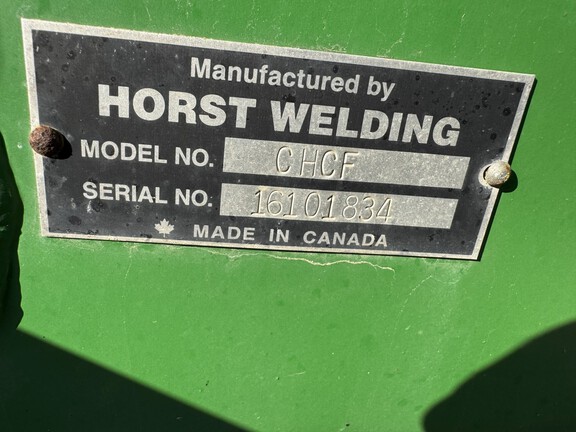 Manufactured by
HORST WELDING
MODEL NO. CHCF
SERIAL NO. 16101834
MADE IN CANADA